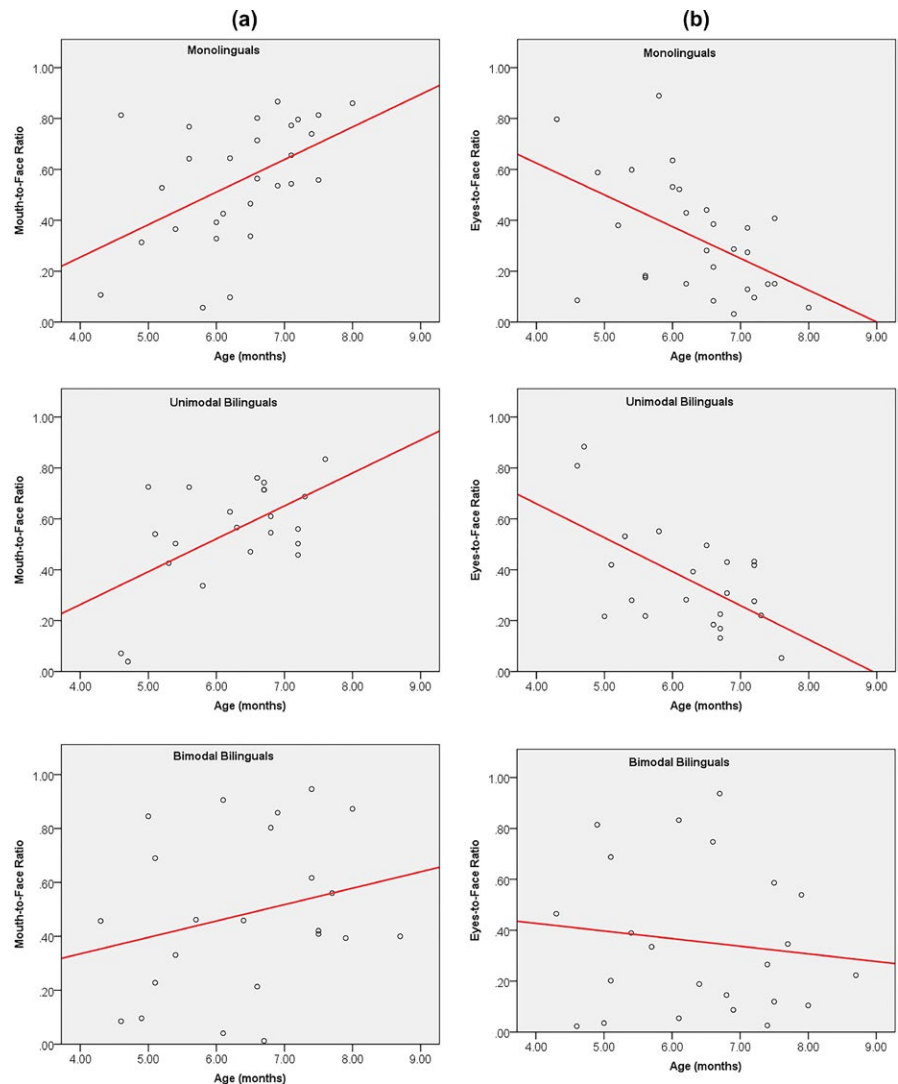 (a)
Monolinguals
Mouth-to-Face Ratio
1.00
.80
.60
.40
.20
.00
4.00 5.00 6.00 7.00 8.00 9.00
Age (months)
(b)
Monolinguals
Eyes-to-Face Ratio
1.00
.80
.60
.40
.20
.00
4.00 5.00 6.00 7.00 8.00 9.00
Age (months)
Unimodal Bilinguals
Mouth-to-Face Ratio
1.00
.80
.60
.40
.20
.00
4.00 5.00 6.00 7.00 8.00 9.00
Age (months)
Unimodal Bilinguals
Eyes-to-Face Ratio
1.00
.80
.60
.40
.20
.00
4.00 5.00 6.00 7.00 8.00 9.00
Age (months)
Bimodal Bilinguals
Mouth-to-Face Ratio
1.00
.80
.60
.40
.20
.00
4.00 5.00 6.00 7.00 8.00 9.00
Age (months)
Bimodal Bilinguals
Eyes-to-Face Ratio
1.00
.80
.60
.40
.20
.00
4.00 5.00 6.00 7.00 8.00 9.00
Age (months)